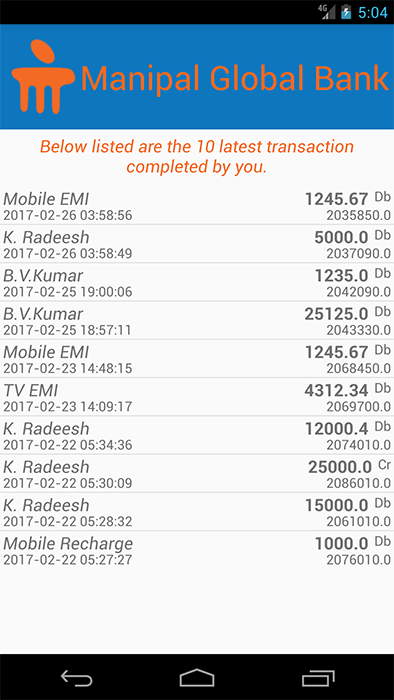 4G 5:04
Manipal Global Bank
Below listed are the 10 latest transaction
completed by you.
Mobile EMI 1245.67 Db
2017-02-26 03:58:56 2035850.0
K. Radeesh 5000.0 Db
2017-02-26 03:58:49 2037090.0
B.V.Kumar 1235.0 Db
2017-02-25 19:00:06 2042090.0
B.V.Kumar 25125.0 Db
2017-02-25 18:57:11 2043330.0
Mobile EMI 1245.67 Db
2017-02-23 14:48:15 2068450.0
TV EMI 4312.34 Db
2017-02-23 14:09:17 2069700.0
K. Radeesh 12000.4 Db
2017-02-22 05:34:36 2074010.0
K. Radeesh 25000.0 Cr
2017-02-22 05:30:09 2086010.0
K. Radeesh 15000.0 Db
2017-02-22 05:28:32 2061010.0
Mobile Recharge 1000.0 Db
2017-02-22 05:27:27 2076010.0